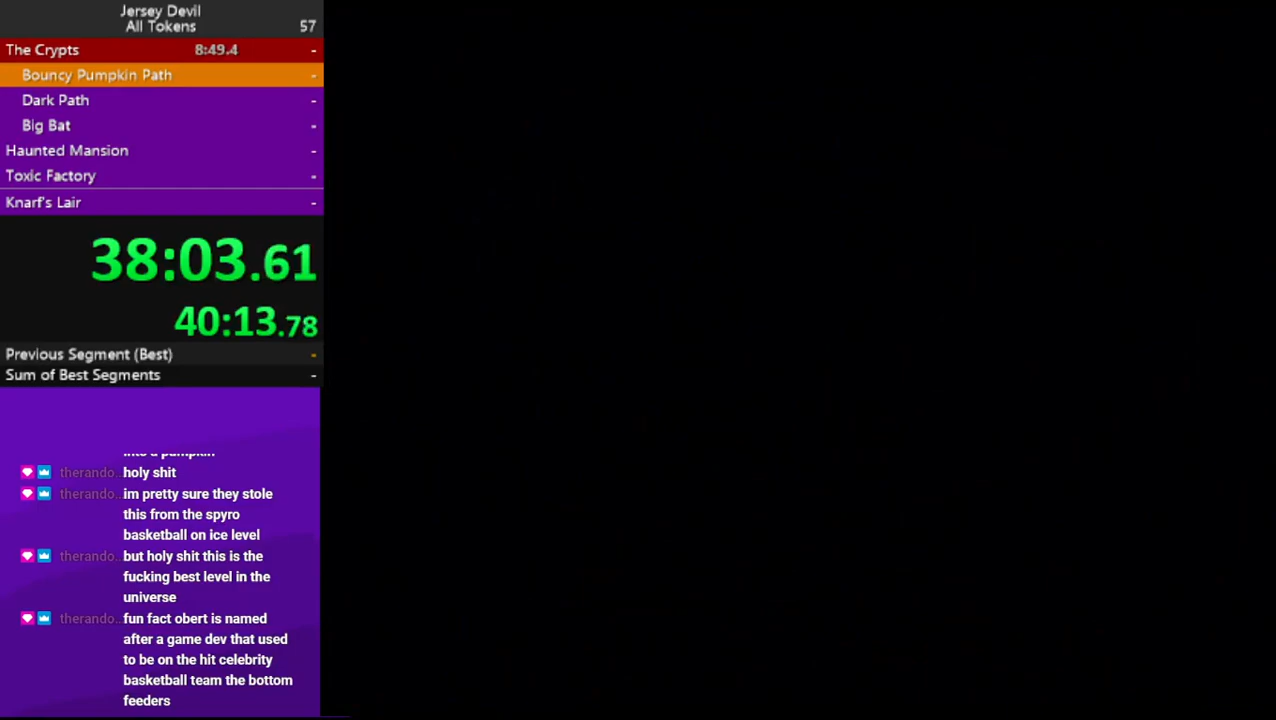 Jersey Devil
All Tokens 57
The Crypts 8:49.4 -
Bouncy Pumpkin Path -
Dark Path -
Big Bat -
Haunted Mansion -
Toxic Factory -
Knarf's Lair -
38:03.61
40:13.78
Previous Segment (Best) -
Sum of Best Segments -
into a pumpkin
therando... holy shit
therando... im pretty sure they stole
this from the spyro
basketball on ice level
therando... but holy shit this is the
fucking best level in the
universe
therando... fun fact obert is named
after a game dev that used
to be on the hit celebrity
basketball team the bottom
feeders